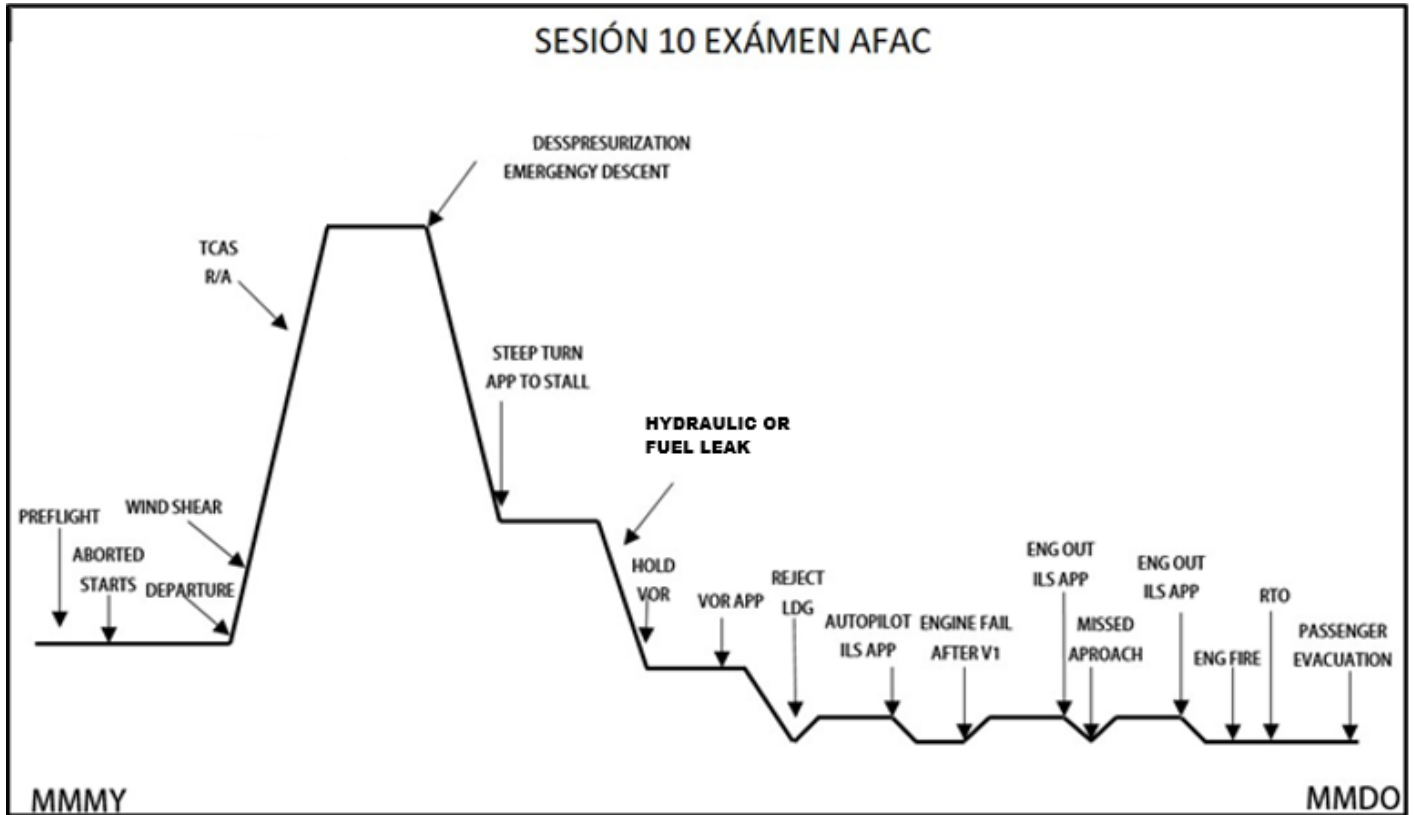 SESIÓN 10 EXÁMEN AFAC
DESSPRESURIZATION
EMERGENGY DESCENT
TCAS
R/A
STEEP TURN
APP TO STALL
HYDRAULIC OR
FUEL LEAK
WIND SHEAR
PREFLIGHT
ABORTED
STARTS
DEPARTURE
HOLD
VOR
VOR APP
REJECT
LDG
AUTOPILOT
ILS APP
ENGINE FAIL
AFTER V1
ENG OUT
ILS APP
MISSED
APROACH
ENG OUT
ILS APP
ENG FIRE
RTO
PASSENGER
EVACUATION
MMMY
MMDO